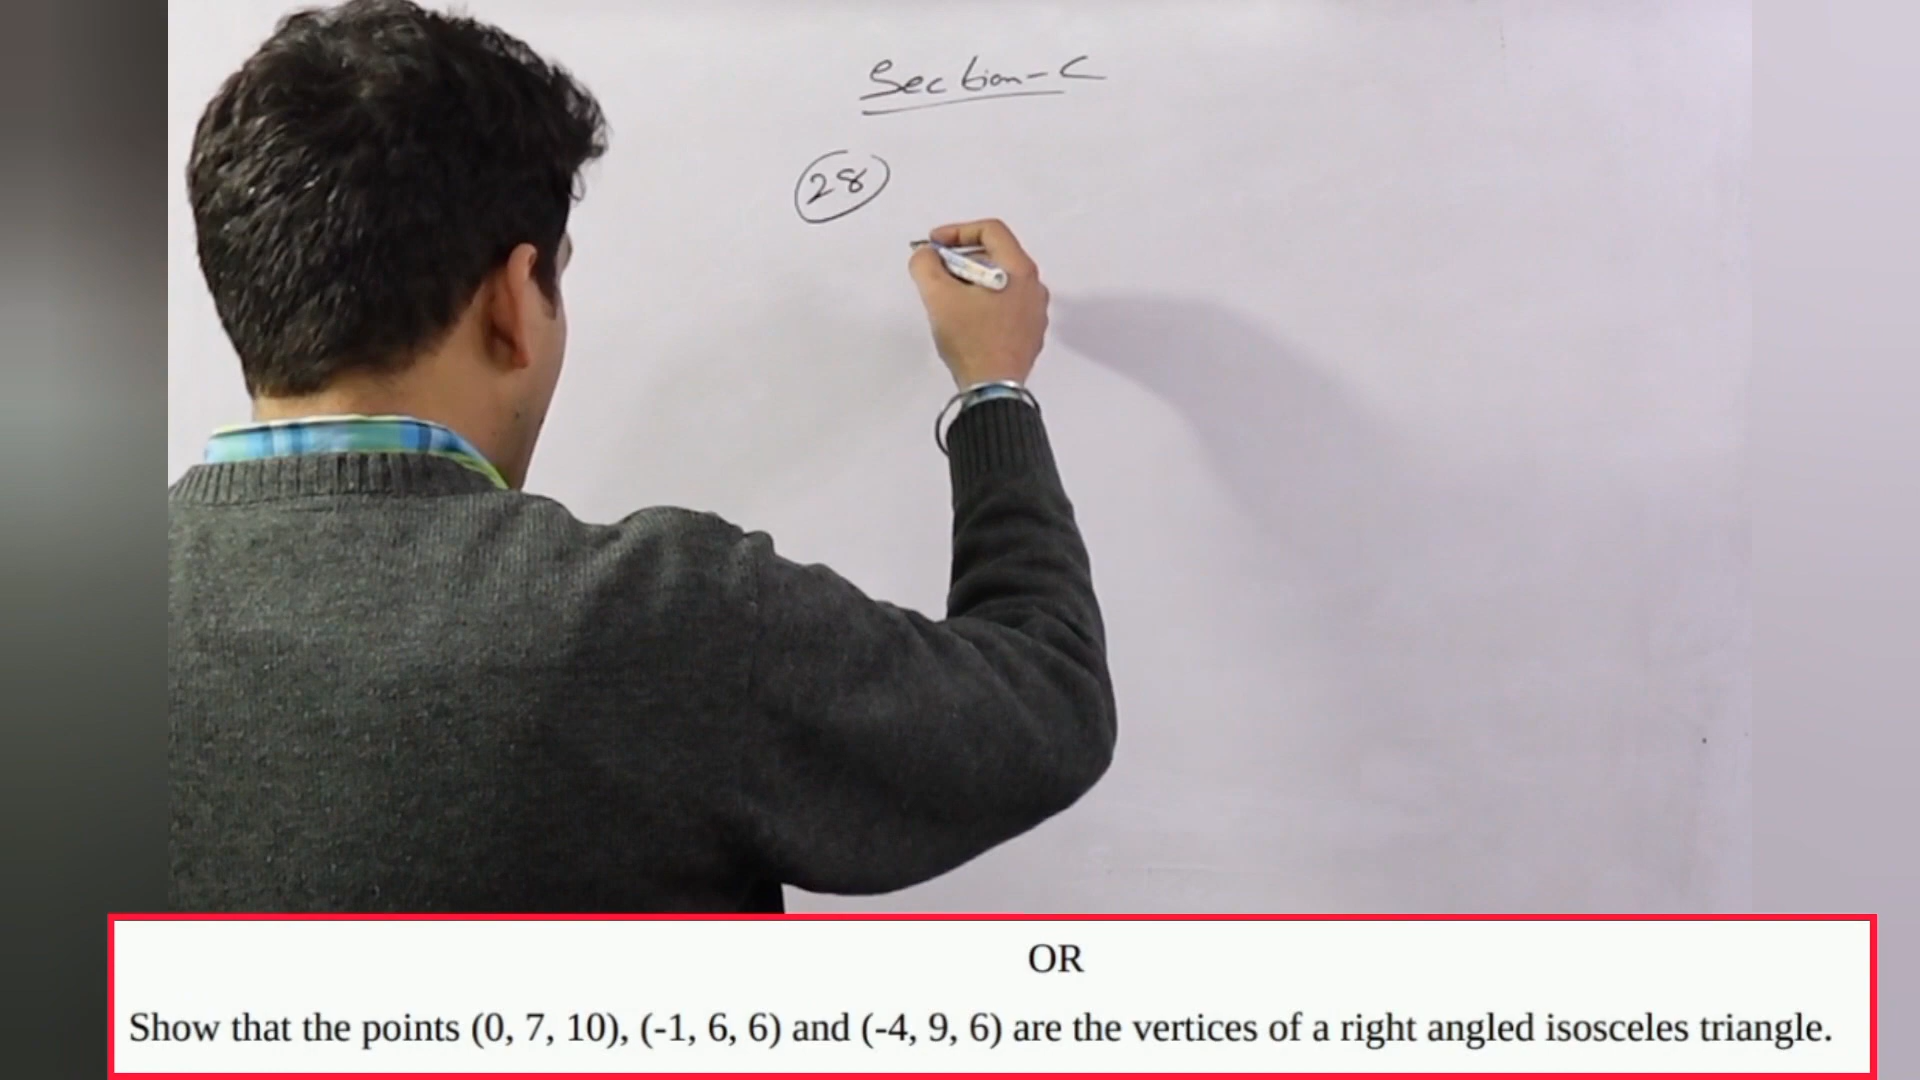 Section-C
28
OR
Show that the points (0, 7, 10), (-1, 6, 6) and (-4, 9, 6) are the vertices of a right angled isosceles triangle.